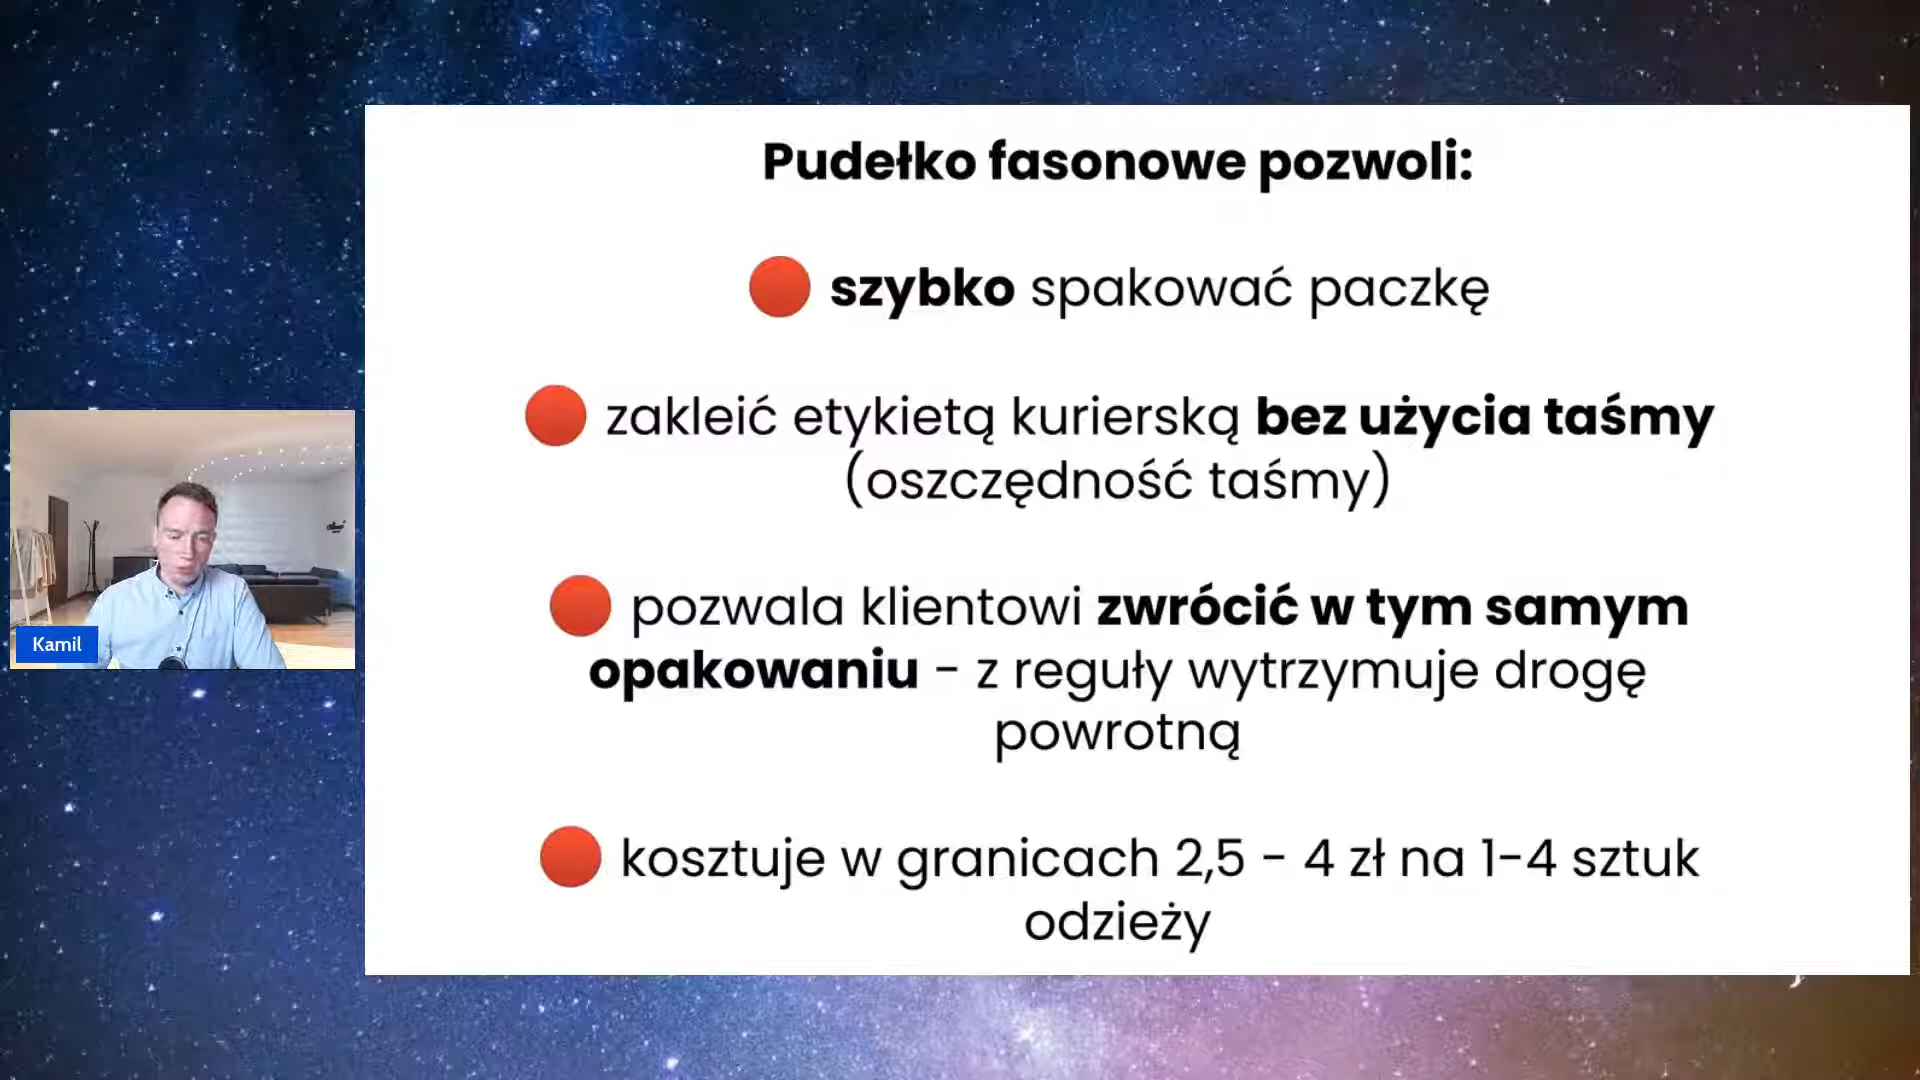 Pudełko fasonowe pozwoli:
szybko spakować paczkę
zakleić etykietą kurierską bez użycia taśmy
(oszczędność taśmy)
pozwala klientowi zwrócić w tym samym
opakowaniu - z reguły wytrzymuje drogę
powrotną
kosztuje w granicach 2,5 - 4 zł na 1-4 sztuk
odzieży
Kamil